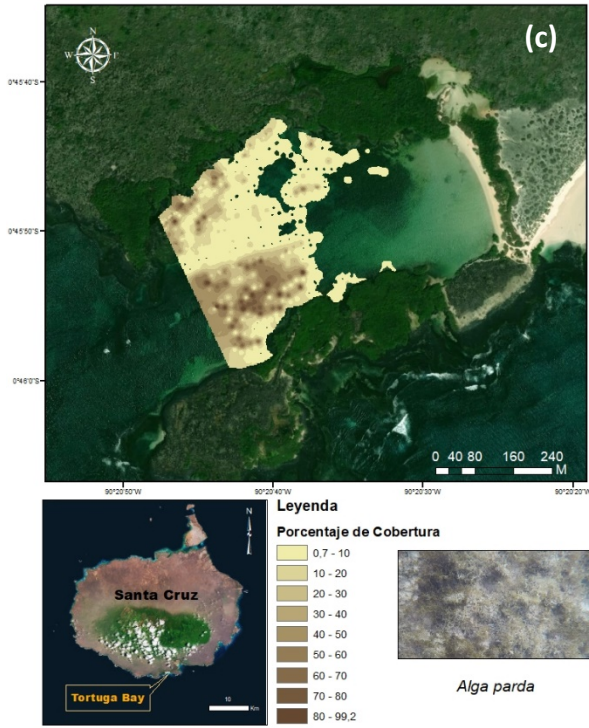 (c)
N
W
E
S
0°45'40"S
0°45'50"S
0°46'0"S
0 40 80 160 240
M
90°20'50"W 90°20'40"W 90°20'30"W 90°20'20"W
N
Santa Cruz
Tortuga Bay
10
Km
Leyenda
Porcentaje de Cobertura
0,7 - 10
10 - 20
20 - 30
30 - 40
40 - 50
50 - 60
60 - 70
70 - 80
80 - 99,2
Alga parda